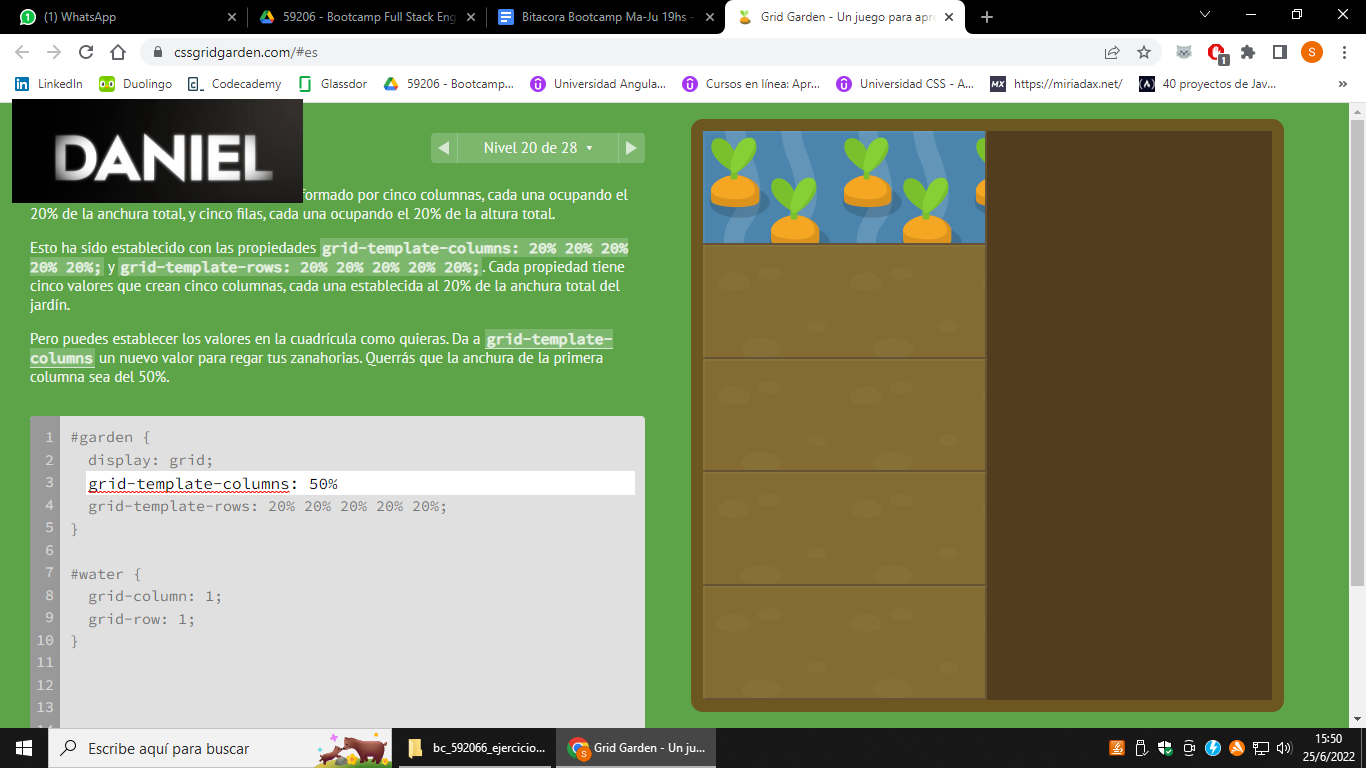 (1) WhatsApp
59206 - Bootcamp Full Stack Eng
Bitacora Bootcamp Ma-Ju 19hs -
Grid Garden - Un juego para apre
cssgridgarden.com/#es
S
1
LinkedIn
Duolingo
Codecademy
Glassdor
59206 - Bootcamp...
Universidad Angula...
Cursos en línea: Apr...
Universidad CSS - A...
https://miriadax.net/
40 proyectos de Jav...
DANIEL
Nivel 20 de 28
formado por cinco columnas, cada una ocupando el
20% de la anchura total, y cinco filas, cada una ocupando el 20% de la altura total.
Esto ha sido establecido con las propiedades grid-template-columns: 20% 20% 20%
20% 20%; y grid-template-rows: 20% 20% 20% 20% 20%;. Cada propiedad tiene
cinco valores que crean cinco columnas, cada una establecida al 20% de la anchura total del
jardín.
Pero puedes establecer los valores en la cuadrícula como quieras. Da a grid-template-
columns un nuevo valor para regar tus zanahorias. Querrás que la anchura de la primera
columna sea del 50%.
1 #garden {
2 display: grid;
3 grid-template-columns: 50%
4 grid-template-rows: 20% 20% 20% 20% 20%;
5 }
6
7 #water {
8 grid-column: 1;
9 grid-row: 1;
10 }
11
12
13
Escribe aquí para buscar
bc_592066_ejercicio...
Grid Garden - Un ju...
15:50
25/6/2022